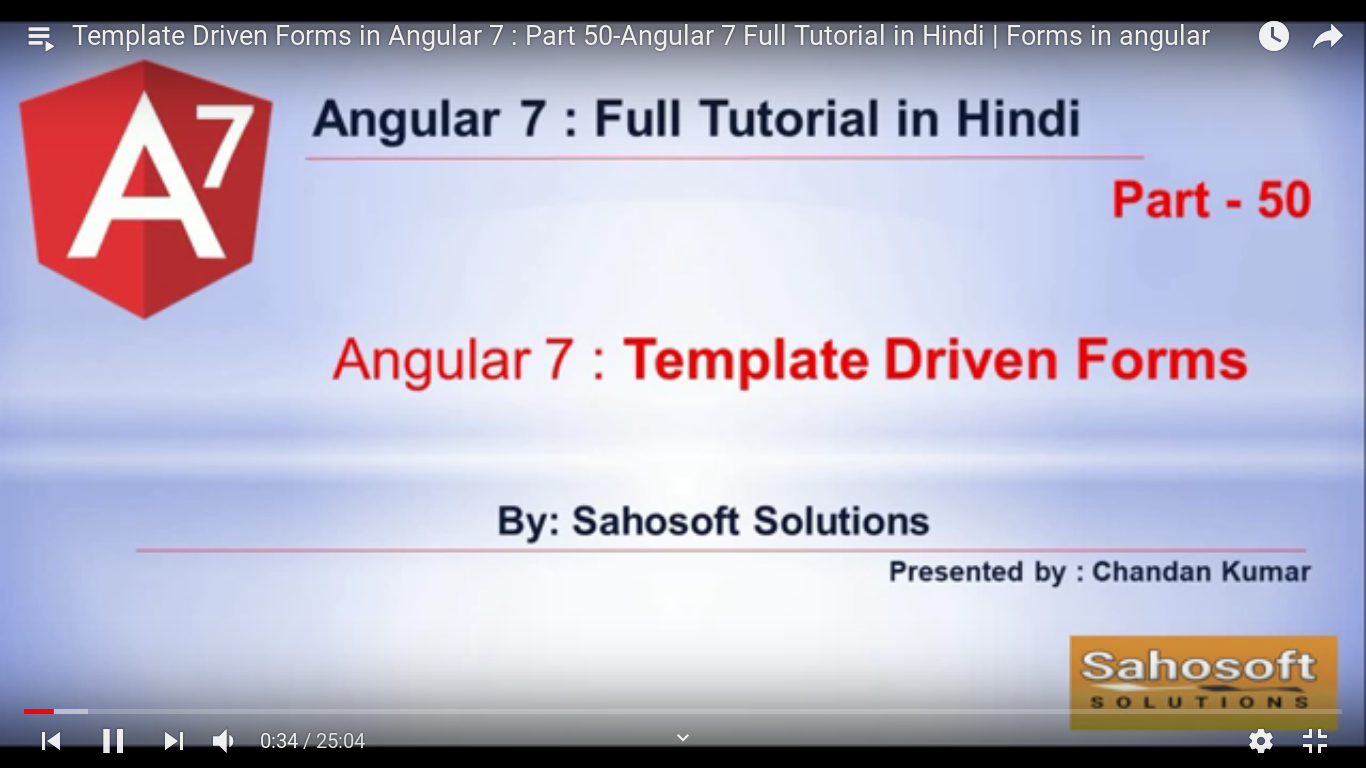 Template Driven Forms in Angular 7 : Part 50-Angular 7 Full Tutorial in Hindi | Forms in angular
A7
Angular 7 : Full Tutorial in Hindi
Part - 50
Angular 7 : Template Driven Forms
By: Sahosoft Solutions
Presented by : Chandan Kumar
Sahosoft
SOLUTIONS
0:34 / 25:04